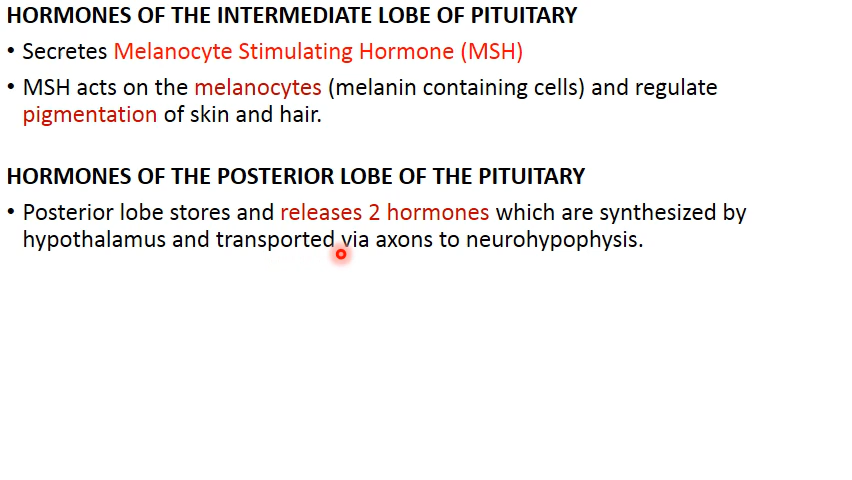 HORMONES OF THE INTERMEDIATE LOBE OF PITUITARY
• Secretes Melanocyte Stimulating Hormone (MSH)
• MSH acts on the melanocytes (melanin containing cells) and regulate
pigmentation of skin and hair.
HORMONES OF THE POSTERIOR LOBE OF THE PITUITARY
• Posterior lobe stores and releases 2 hormones which are synthesized by
hypothalamus and transported via axons to neurohypophysis.